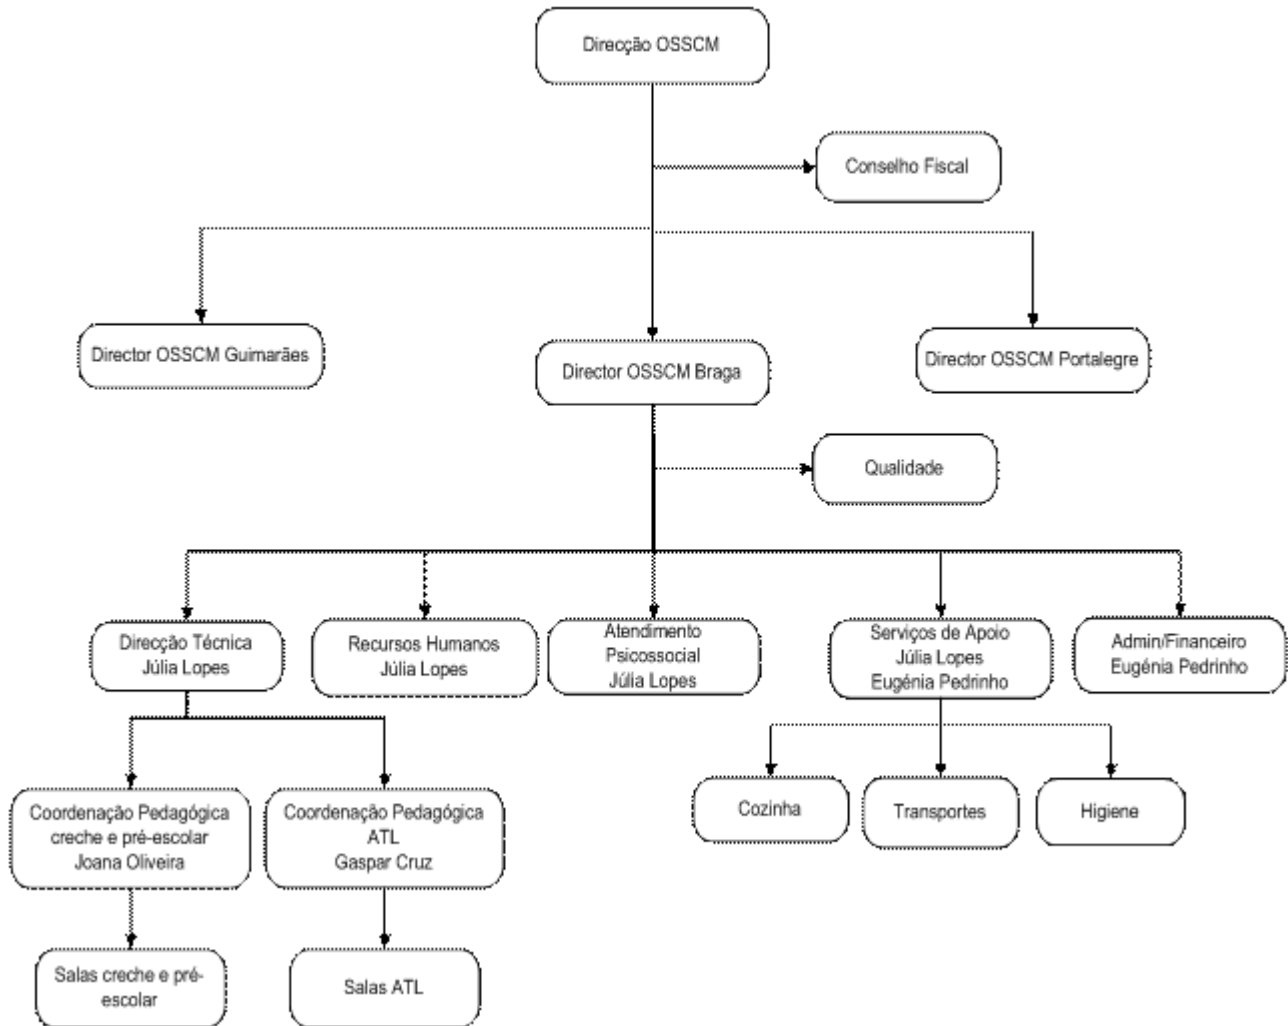 Direcção OSSCM
Conselho Fiscal
Director OSSCM Guimarães
Director OSSCM Braga
Director OSSCM Portalegre
Qualidade
Direcção Técnica
Júlia Lopes
Recursos Humanos
Júlia Lopes
Atendimento
Psicossocial
Júlia Lopes
Serviços de Apoio
Júlia Lopes
Eugénia Pedrinho
Admin/Financeiro
Eugénia Pedrinho
Coordenação Pedagógica
creche e pré-escolar
Joana Oliveira
Coordenação Pedagógica
ATL
Gaspar Cruz
Cozinha
Transportes
Higiene
Salas creche e pré-
escolar
Salas ATL